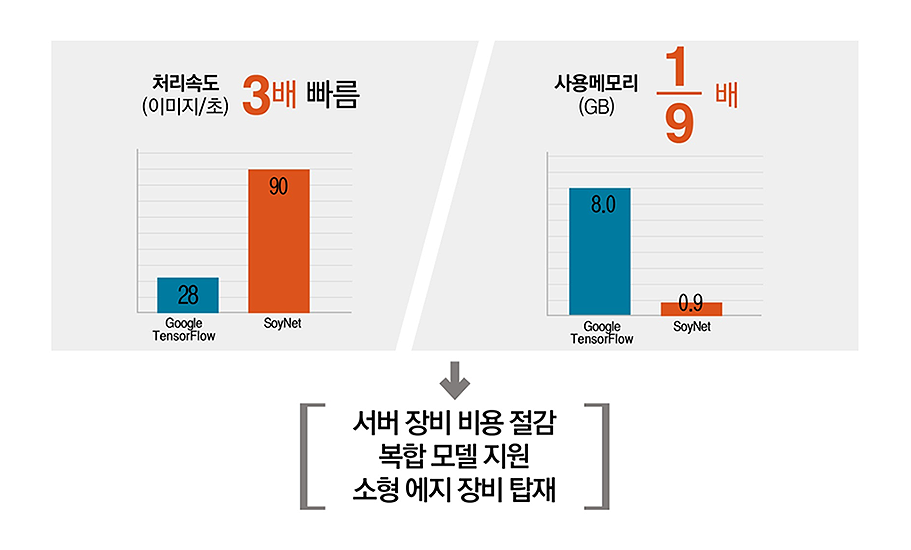 처리속도
(이미지/초)
3배 빠름
90
28
Google
TensorFlow
SoyNet
사용메모리
(GB)
1
9
배
8.0
0.9
Google
TensorFlow
SoyNet
서버 장비 비용 절감
복합 모델 지원
소형 에지 장비 탑재